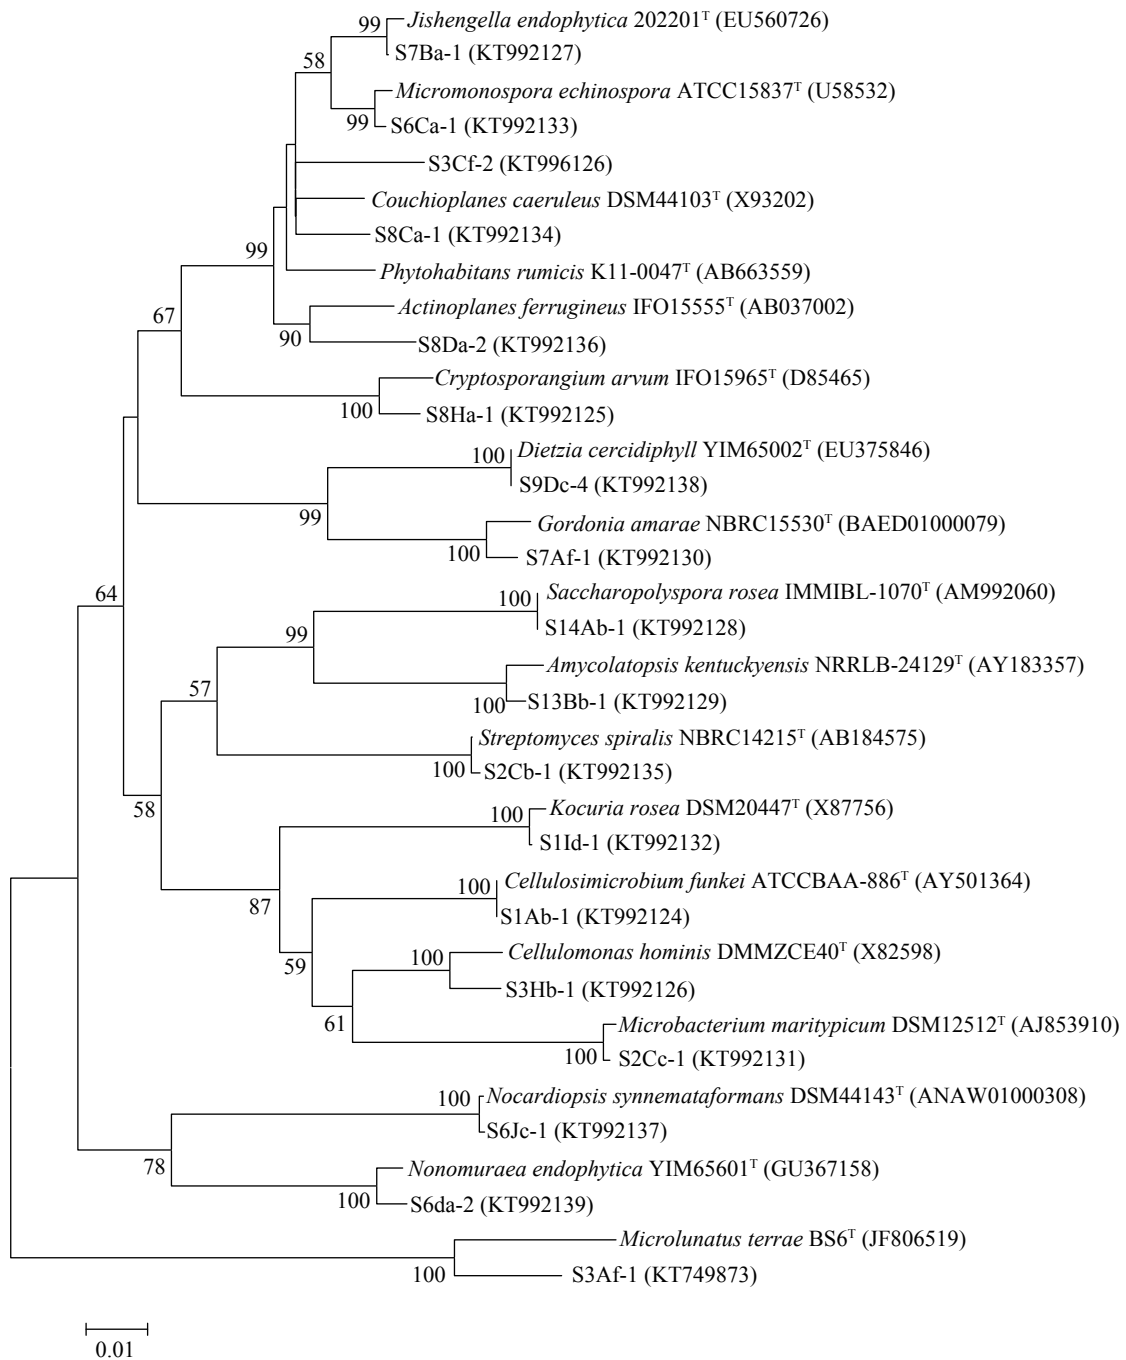 99 Jishengella endophytica 202201ᵀ (EU560726)
S7Ba-1 (KT992127)
58
Micromonospora echinospora ATCC15837ᵀ (U58532)
99 S6Ca-1 (KT992133)
S3Cf-2 (KT996126)
Couchioplanes caeruleus DSM44103ᵀ (X93202)
S8Ca-1 (KT992134)
99
Phytohabitans rumicis K11-0047ᵀ (AB663559)
Actinoplanes ferrugineus IFO15555ᵀ (AB037002)
67
90 S8Da-2 (KT992136)
Cryptosporangium arvum IFO15965ᵀ (D85465)
100 S8Ha-1 (KT992125)
100 Dietzia cercidiphyll YIM65002ᵀ (EU375846)
S9Dc-4 (KT992138)
99
Gordonia amarae NBRC15530ᵀ (BAED01000079)
100 S7Af-1 (KT992130)
64
100 Saccharopolyspora rosea IMMIBL-1070ᵀ (AM992060)
S14Ab-1 (KT992128)
99
Amycolatopsis kentuckyensis NRRLB-24129ᵀ (AY183357)
57
100 S13Bb-1 (KT992129)
Streptomyces spiralis NBRC14215ᵀ (AB184575)
100 S2Cb-1 (KT992135)
58
100 Kocuria rosea DSM20447ᵀ (X87756)
S1Id-1 (KT992132)
100 Cellulosimicrobium funkei ATCCBAA-886ᵀ (AY501364)
87
S1Ab-1 (KT992124)
100 Cellulomonas hominis DMMZCE40ᵀ (X82598)
59
S3Hb-1 (KT992126)
61
Microbacterium maritypicum DSM12512ᵀ (AJ853910)
100 S2Cc-1 (KT992131)
100 Nocardiopsis synnemataformans DSM44143ᵀ (ANAW01000308)
S6Jc-1 (KT992137)
78
Nonomuraea endophytica YIM65601ᵀ (GU367158)
100 S6da-2 (KT992139)
Microlunatus terrae BS6ᵀ (JF806519)
100 S3Af-1 (KT749873)
0.01